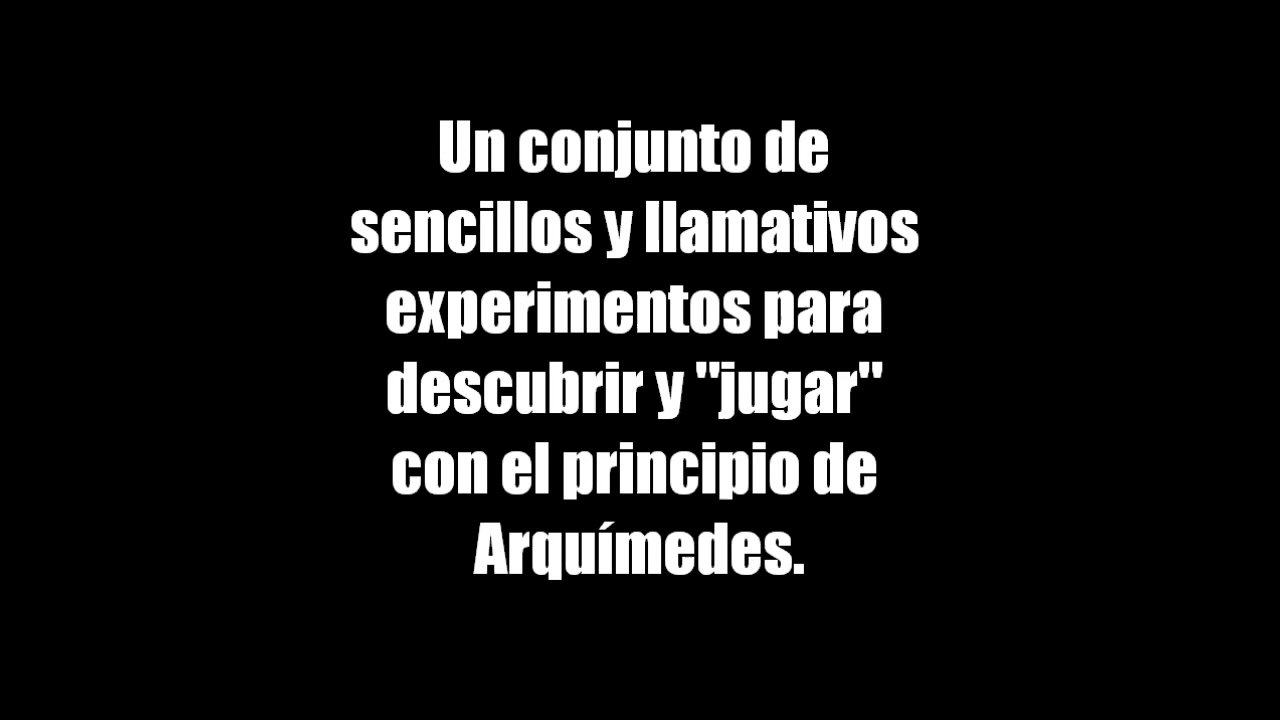 Un conjunto de
sencillos y llamativos
experimentos para
descubrir y "jugar"
con el principio de
Arquímedes.